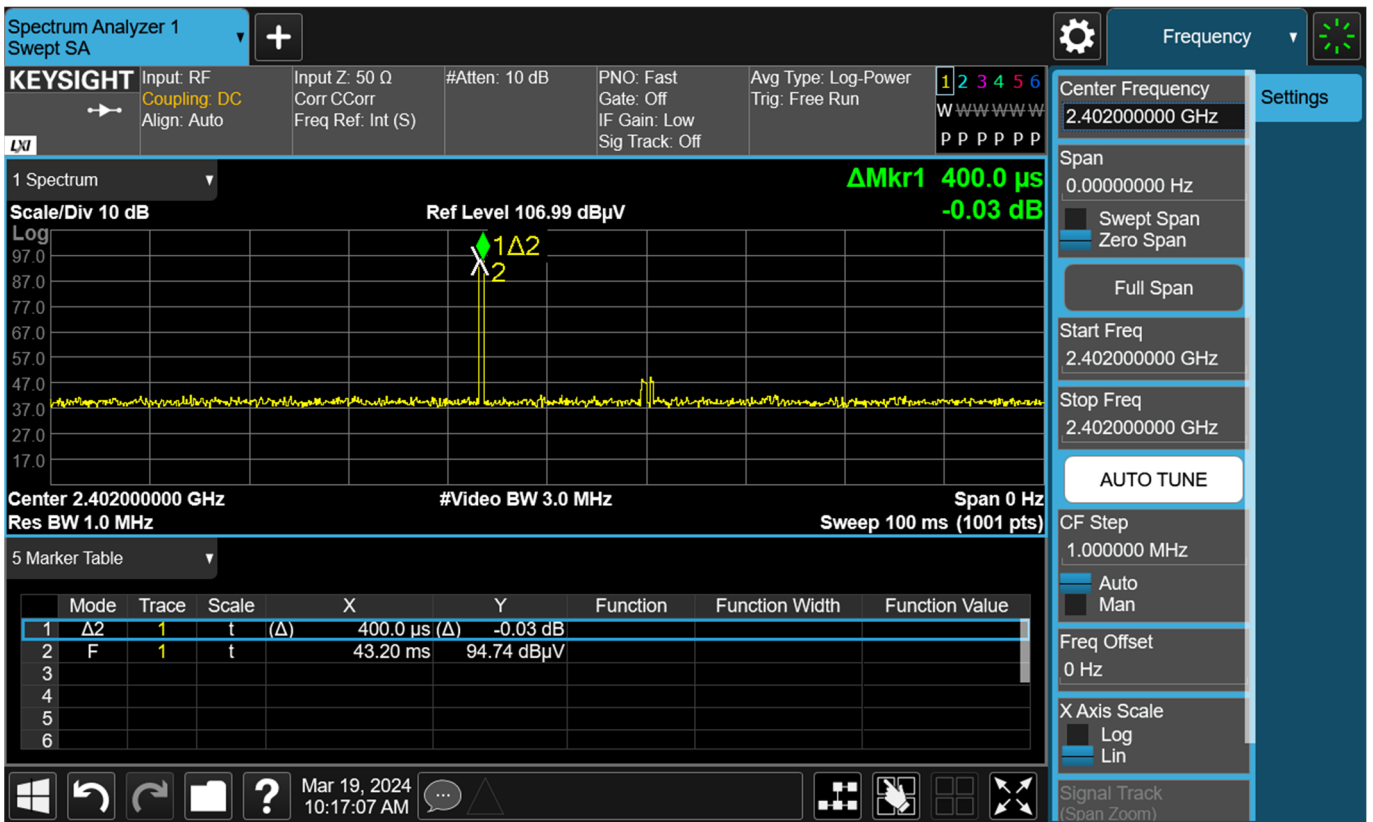 Spectrum Analyzer 1
Swept SA
Frequency
KEYSIGHT
LXI
Input: RF
Coupling: DC
Align: Auto
Input Z: 50 Ω
Corr CCorr
Freq Ref: Int (S)
#Atten: 10 dB
PNO: Fast
Gate: Off
IF Gain: Low
Sig Track: Off
Avg Type: Log-Power
Trig: Free Run
1 2 3 4 5 6
W W W W W W
P P P P P P
1 Spectrum
ΔMkr1 400.0 µs
-0.03 dB
Scale/Div 10 dB
Ref Level 106.99 dBµV
Log
97.0
87.0
77.0
67.0
57.0
47.0
37.0
27.0
17.0
1Δ2
2
Center 2.402000000 GHz
#Video BW 3.0 MHz
Span 0 Hz
Res BW 1.0 MHz
Sweep 100 ms (1001 pts)
5 Marker Table
Mode Trace Scale X Y Function Function Width Function Value
1 Δ2 1 t (Δ) 400.0 µs (Δ) -0.03 dB
2 F 1 t 43.20 ms 94.74 dBµV
3
4
5
6
Mar 19, 2024
10:17:07 AM
Center Frequency
2.402000000 GHz
Settings
Span
0.00000000 Hz
Swept Span
Zero Span
Full Span
Start Freq
2.402000000 GHz
Stop Freq
2.402000000 GHz
AUTO TUNE
CF Step
1.000000 MHz
Auto
Man
Freq Offset
0 Hz
X Axis Scale
Log
Lin
Signal Track
(Span Zoom)